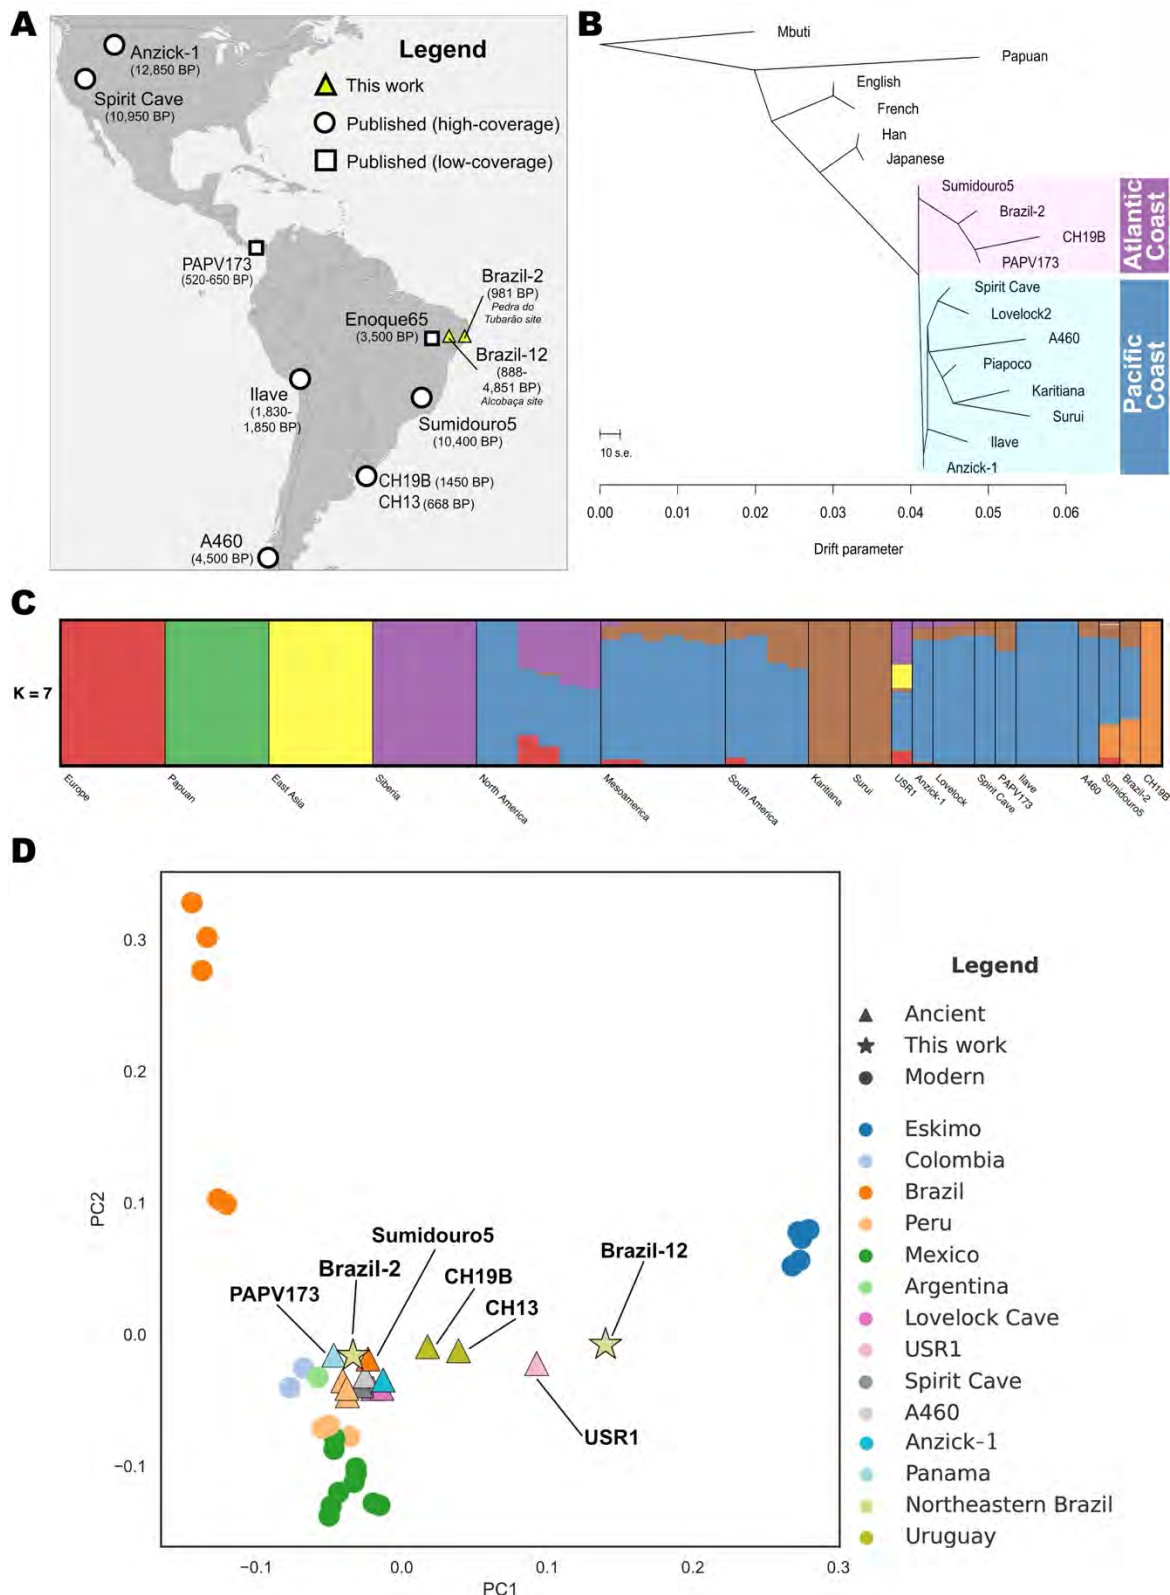 A
Legend
This work
Published (high-coverage)
Published (low-coverage)
Anzick-1
(12,850 BP)
Spirit Cave
(10,950 BP)
PAPV173
(520-650 BP)
Brazil-2
(981 BP)
Pedra do
Tubarão site
Enoque65
(3,500 BP)
Brazil-12
(888-
4,851 BP)
Alcobaça site
Ilave
(1,830-
1,850 BP)
Sumidouro5
(10,400 BP)
CH19B (1450 BP)
CH13 (668 BP)
A460
(4,500 BP)
B
Mbuti
Papuan
English
French
Han
Japanese
Sumidouro5
Brazil-2
CH19B
PAPV173
Atlantic
Coast
Spirit Cave
Lovelock2
A460
Piapoco
Karitiana
Surui
Ilave
Anzick-1
Pacific
Coast
10 s.e.
0.00 0.01 0.02 0.03 0.04 0.05 0.06
Drift parameter
C
K = 7
Europe
Papuan
East Asia
Siberia
North America
Mesoamerica
South America
Karitiana
Surui
USR1
Anzick-1
Lovelock
Spirit Cave
PAPV173
Ilave
A460
Sumidouro5
Brazil-2
CH19B
D
PC2
0.3
0.2
0.1
0.0
−0.1
Sumidouro5
Brazil-2
PAPV173
CH19B
CH13
Brazil-12
USR1
−0.1 0.0 0.1 0.2 0.3
PC1
Legend
Ancient
This work
Modern
Eskimo
Colombia
Brazil
Peru
Mexico
Argentina
Lovelock Cave
USR1
Spirit Cave
A460
Anzick-1
Panama
Northeastern Brazil
Uruguay